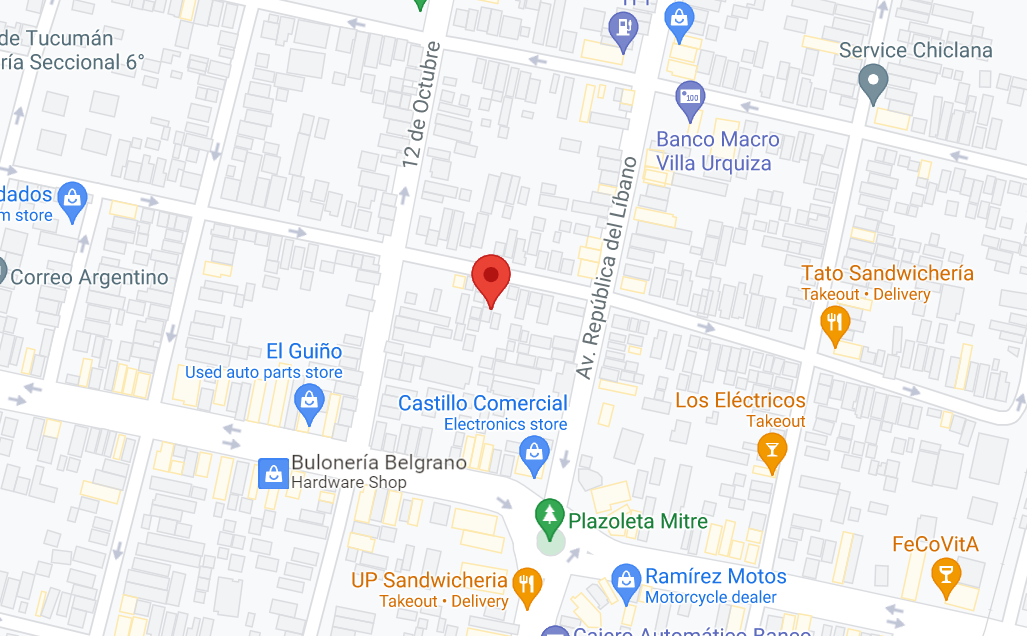 de Tucumán
ría Seccional 6°
12 de Octubre
Service Chiclana
100
Banco Macro
Villa Urquiza
dados
m store
Av. República del Líbano
Correo Argentino
Tato Sandwichería
Takeout • Delivery
El Guiño
Used auto parts store
Castillo Comercial
Electronics store
Los Eléctricos
Takeout
Bulonería Belgrano
Hardware Shop
Plazoleta Mitre
FeCoVitA
UP Sandwicheria
Takeout • Delivery
Ramírez Motos
Motorcycle dealer
Cajero Automático Banco